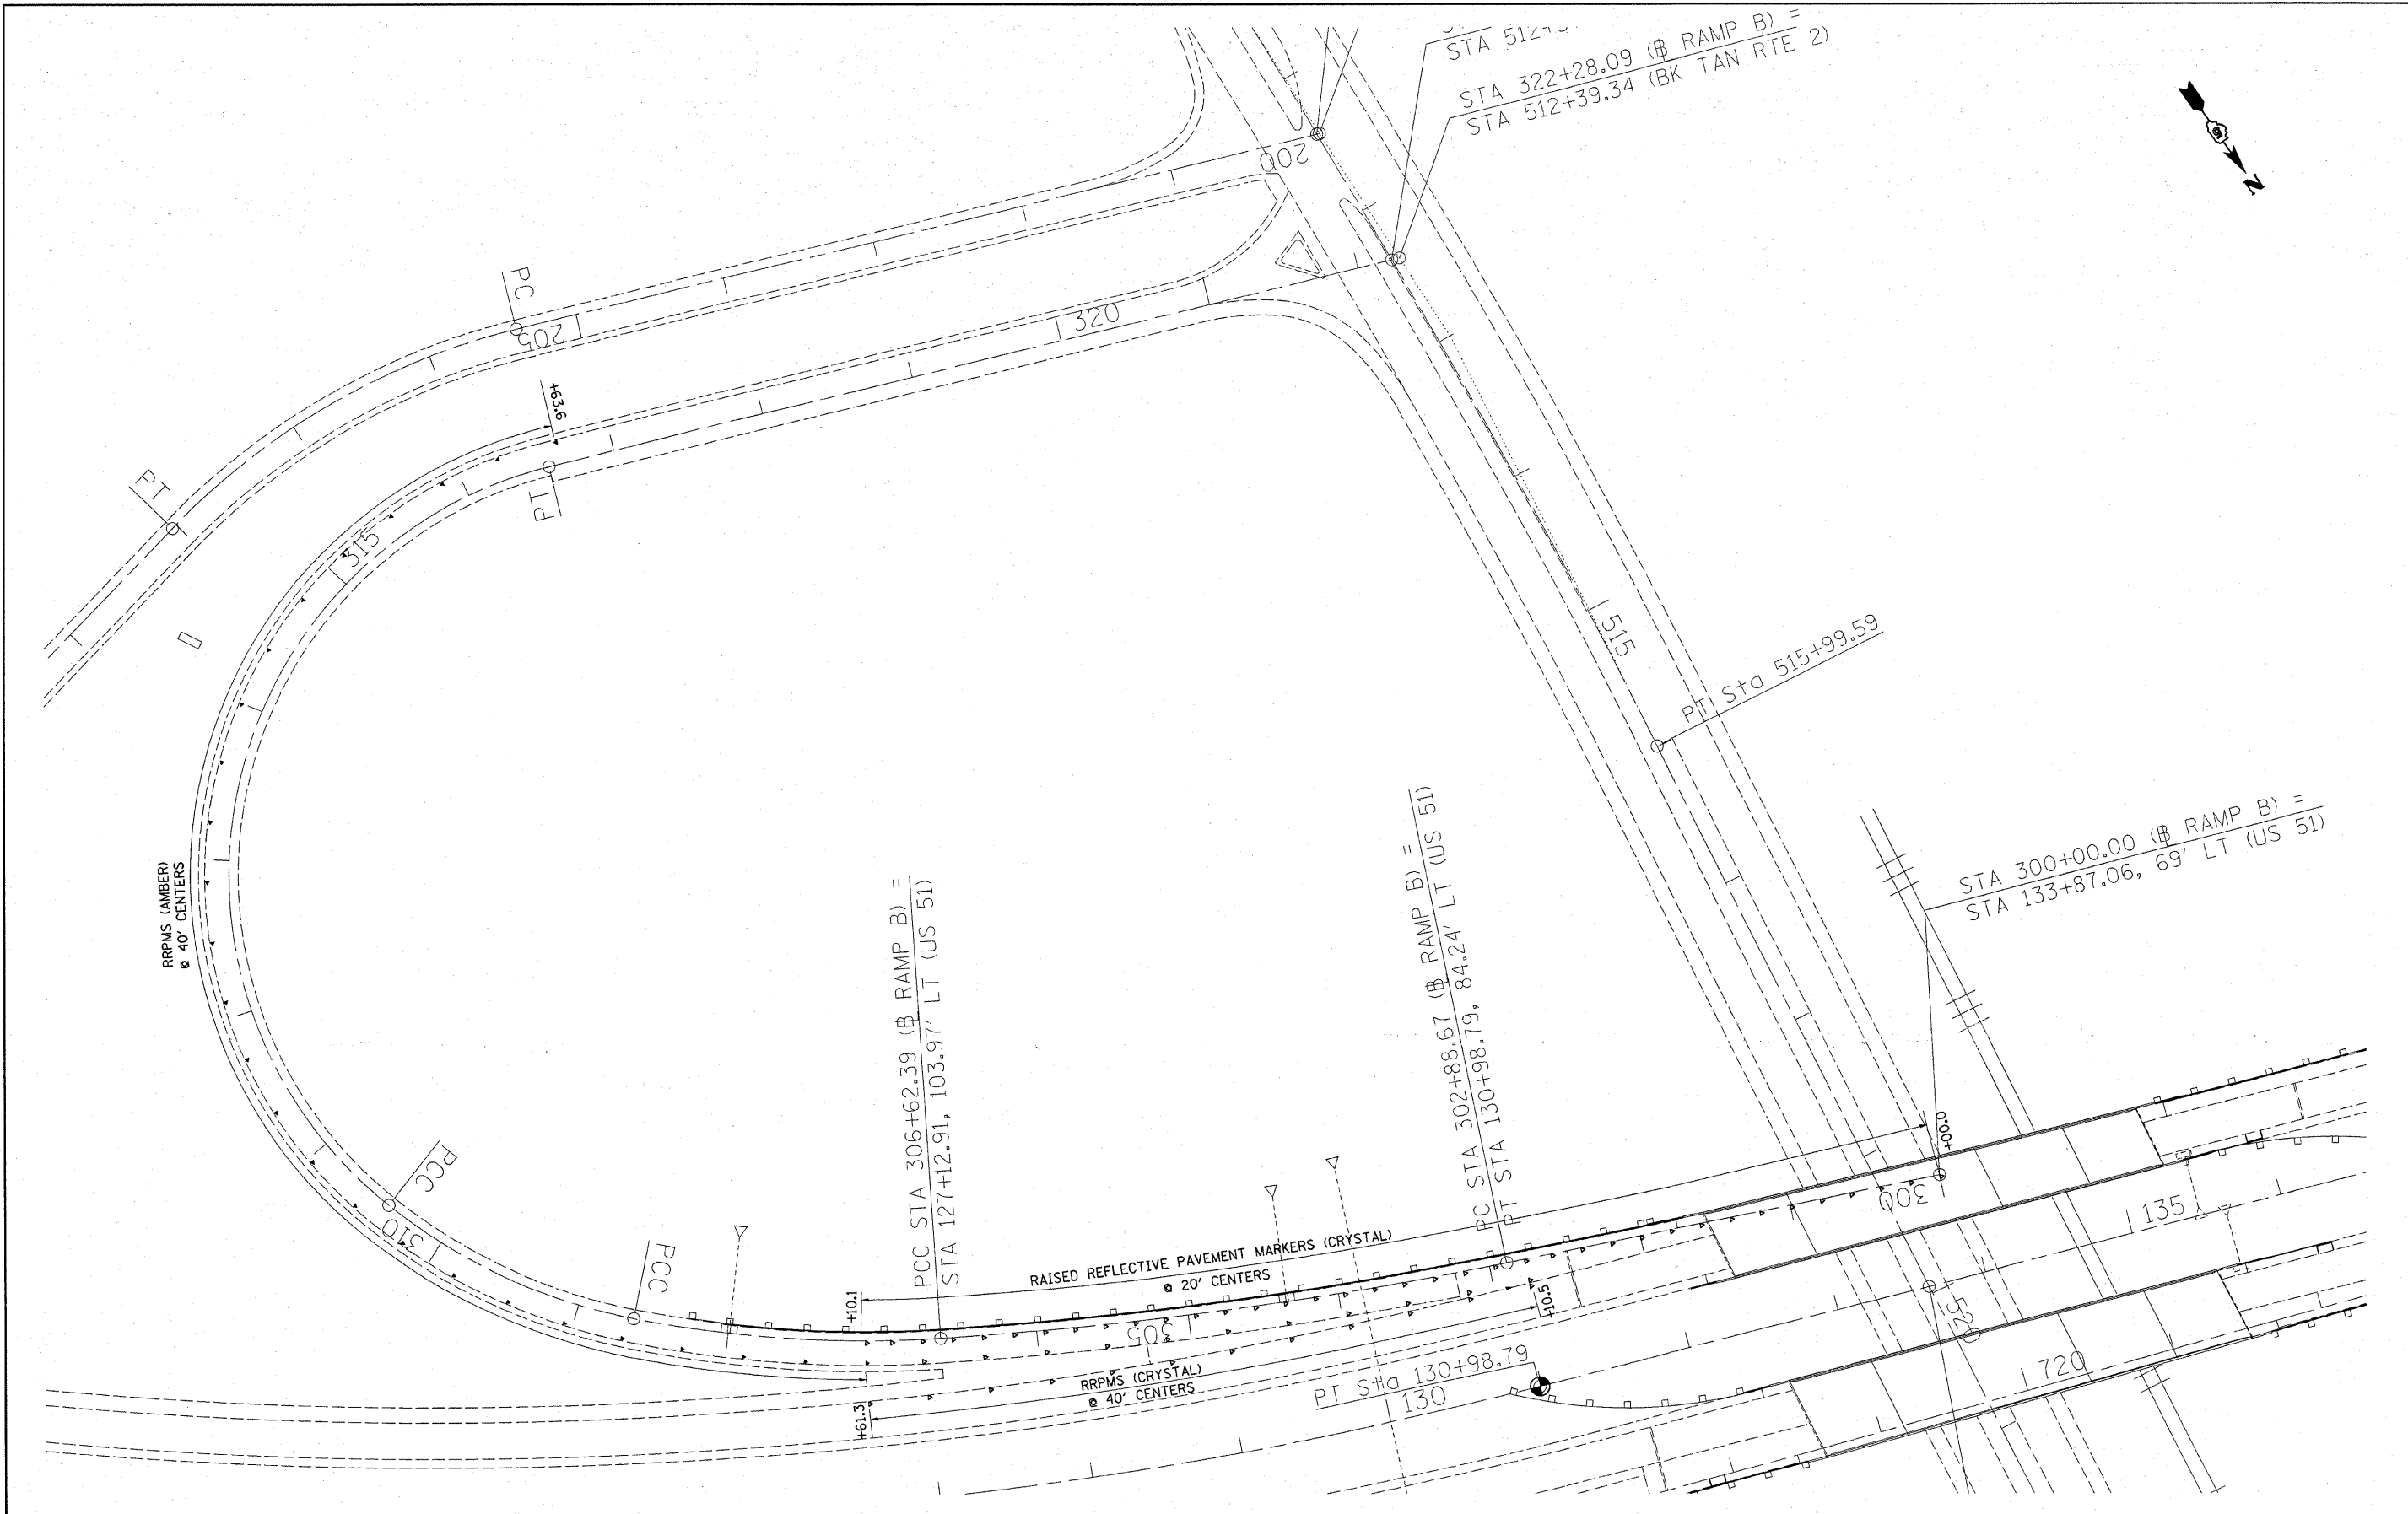 STA 322+28.09 (B RAMP B) =
STA 512+39.34 (BK TAN RTE 2)
N
200
PC
205
320
+63.6
PT
PT
315
515
PT Sta 515+99.59
STA 300+00.00 (B RAMP B) =
STA 133+87.06, 69' LT (US 51)
PC STA 302+88.67 (B RAMP B) =
PT STA 130+98.79, 84.24' LT (US 51)
PCC STA 306+62.39 (B RAMP B) =
STA 127+12.91, 103.97' LT (US 51)
RRPMS (AMBER)
@ 40' CENTERS
PCC
310
PCC
+10.1
RAISED REFLECTIVE PAVEMENT MARKERS (CRYSTAL)
@ 20' CENTERS
+00.0
300
135
305
+10.5
520
RRPMS (CRYSTAL)
@ 40' CENTERS
+61.3
PT Sta 130+98.79
130
720